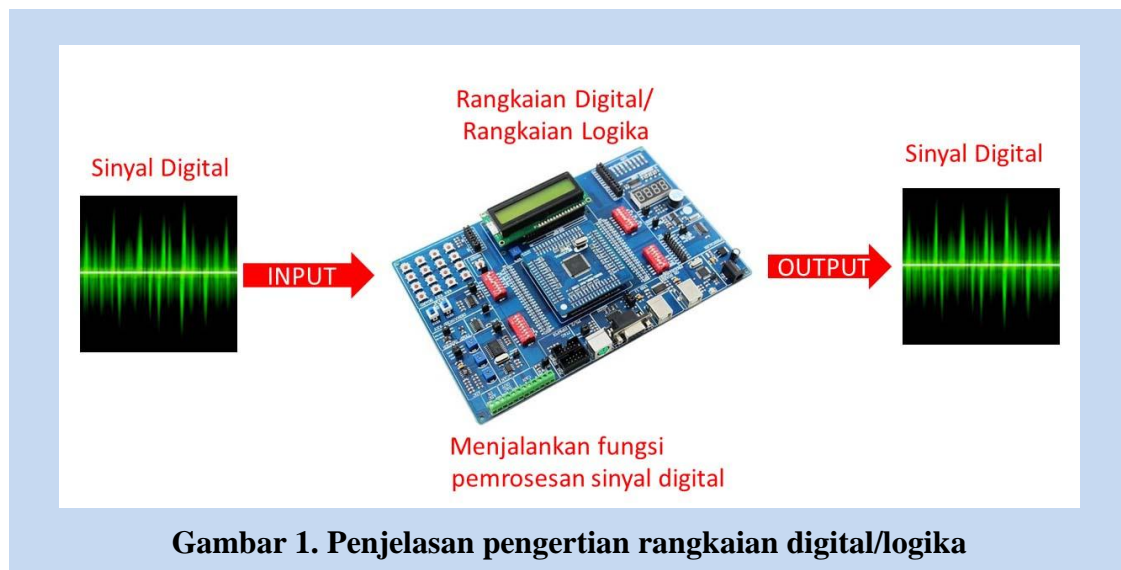 Rangkaian Digital/
Rangkaian Logika
Sinyal Digital
INPUT
OUTPUT
Sinyal Digital
Menjalankan fungsi
pemrosesan sinyal digital
Gambar 1. Penjelasan pengertian rangkaian digital/logika